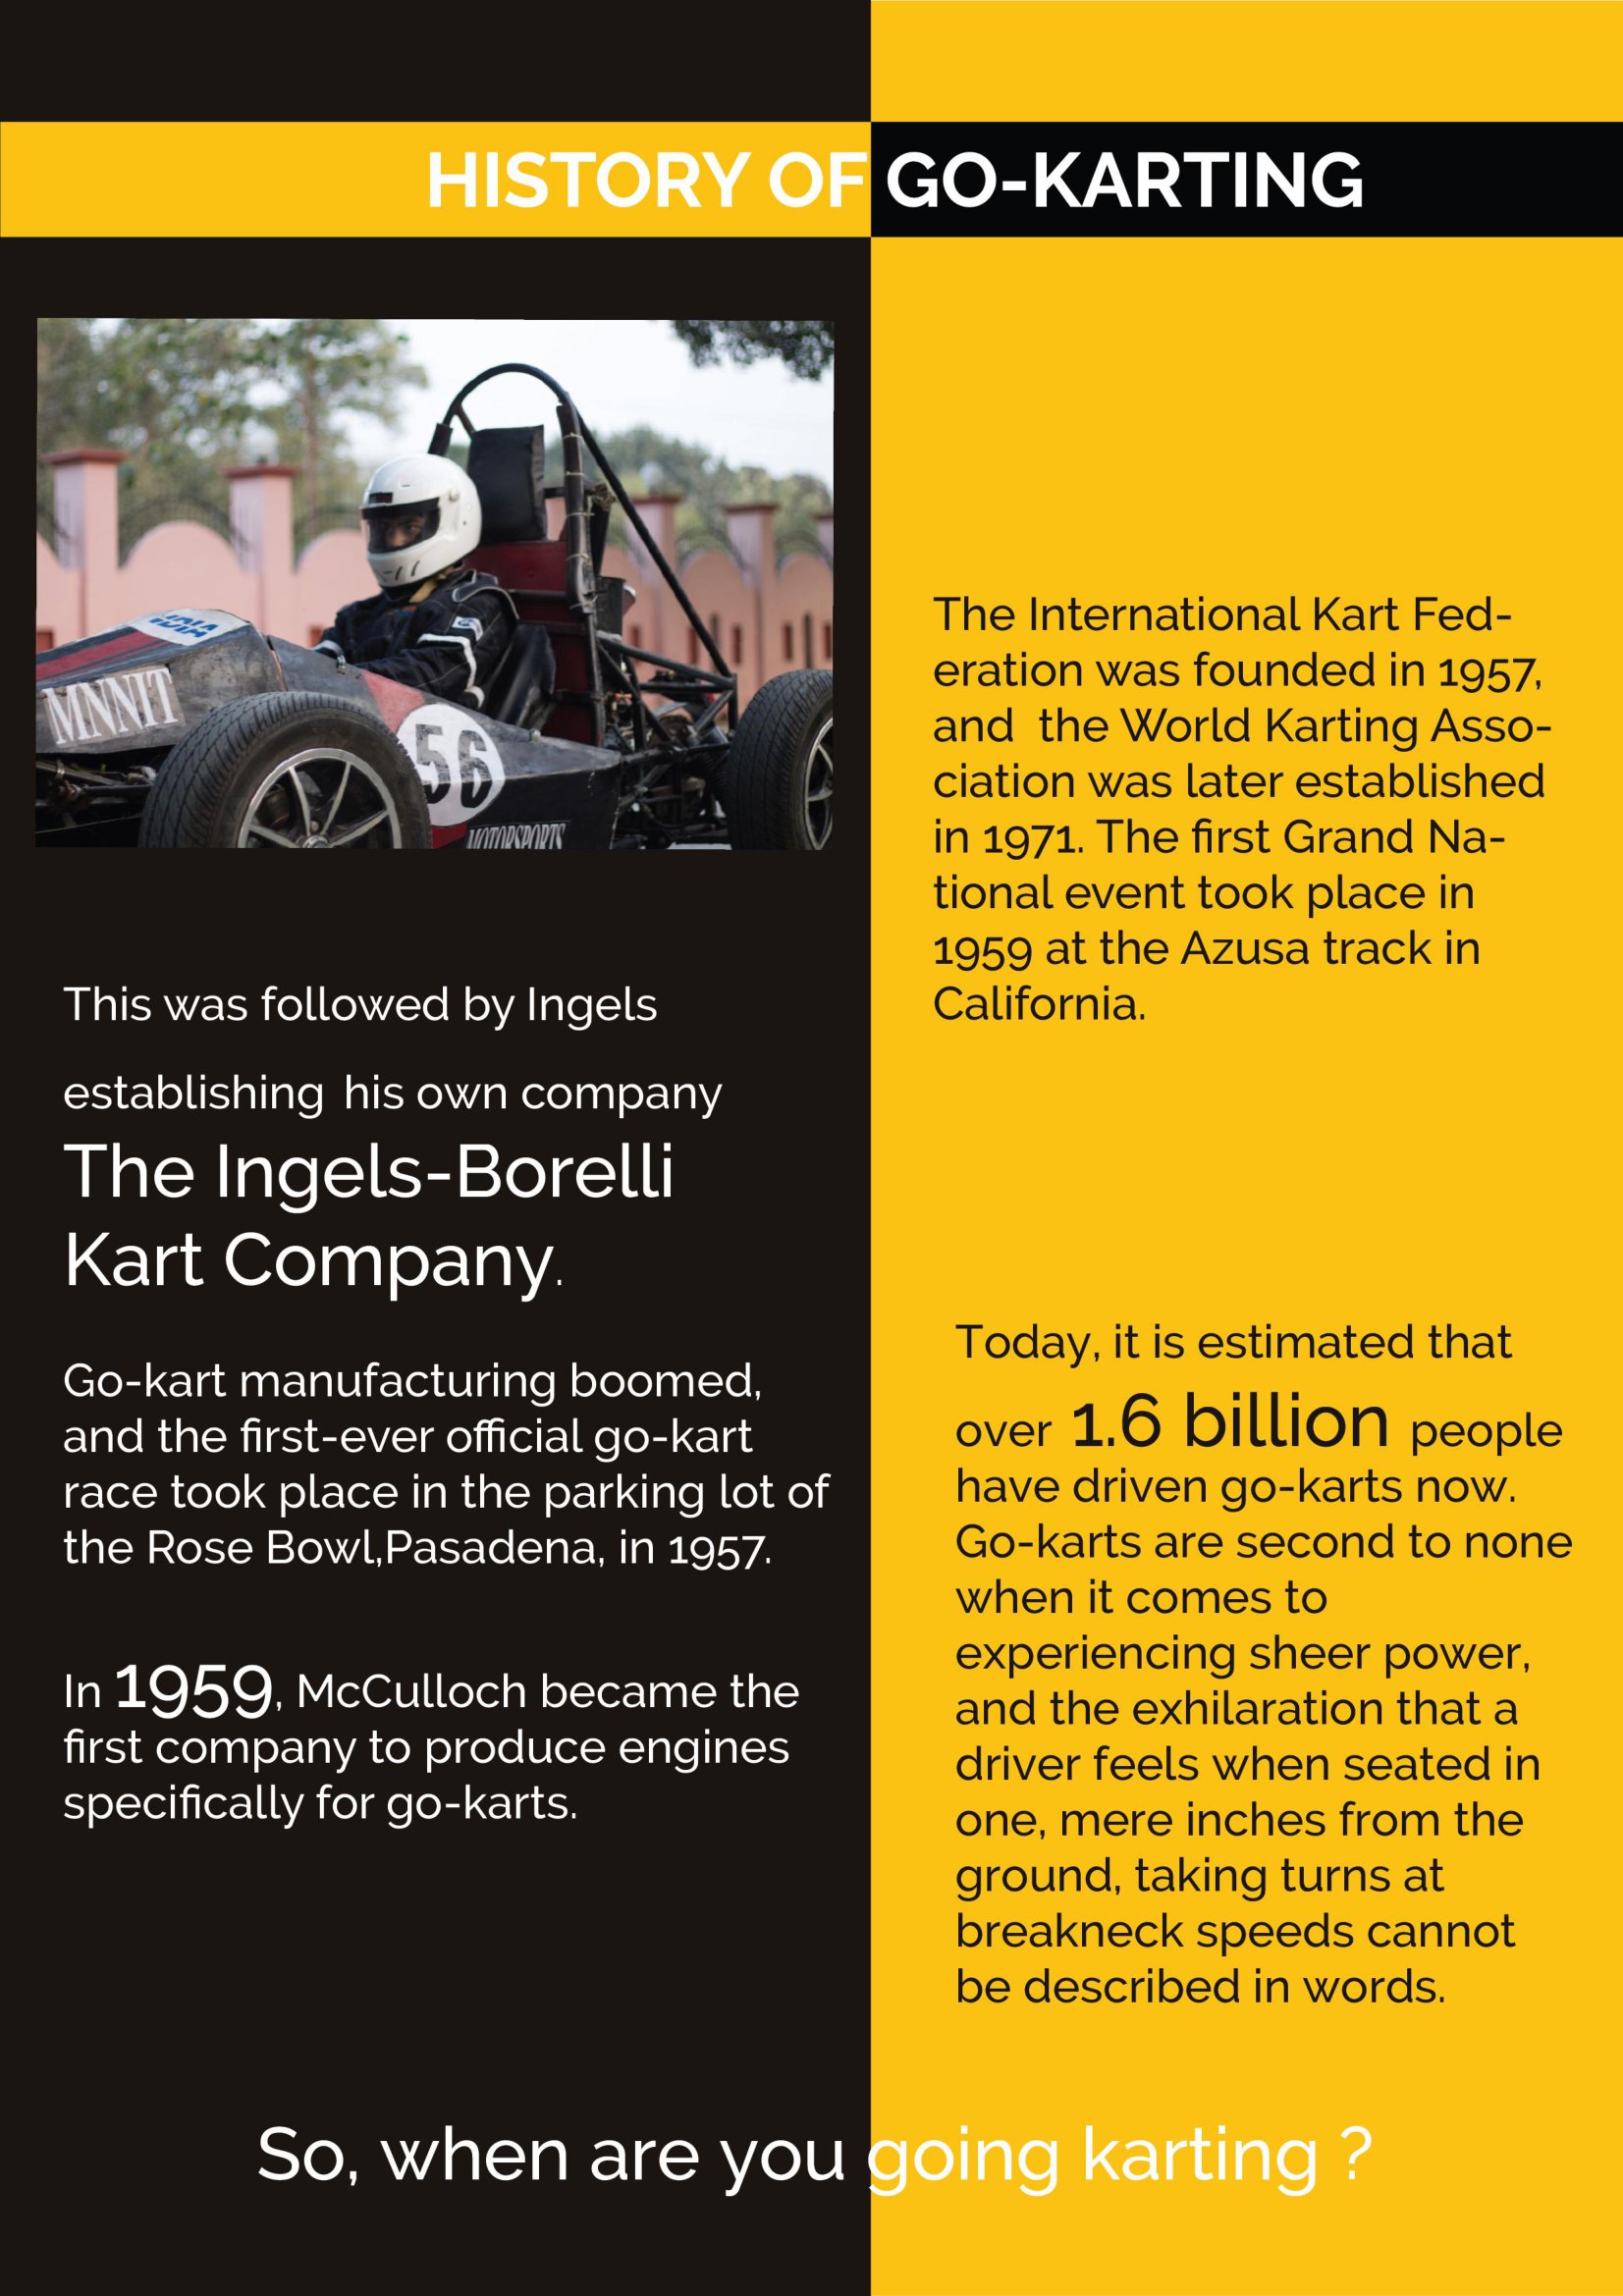 HISTORY OF GO-KARTING
MNNIT
56
MOTORSPORTS
This was followed by Ingels
establishing his own company
The Ingels-Borelli
Kart Company.
Go-kart manufacturing boomed,
and the first-ever official go-kart
race took place in the parking lot of
the Rose Bowl,Pasadena, in 1957.
In 1959, McCulloch became the
first company to produce engines
specifically for go-karts.
The International Kart Fed-
eration was founded in 1957,
and the World Karting Asso-
ciation was later established
in 1971. The first Grand Na-
tional event took place in
1959 at the Azusa track in
California.
Today, it is estimated that
over 1.6 billion people
have driven go-karts now.
Go-karts are second to none
when it comes to
experiencing sheer power,
and the exhilaration that a
driver feels when seated in
one, mere inches from the
ground, taking turns at
breakneck speeds cannot
be described in words.
So, when are you going karting ?